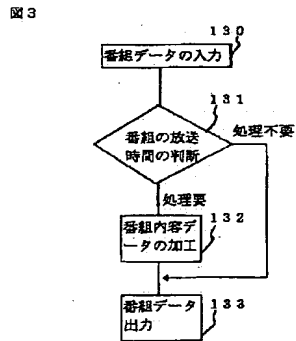 図3
130
番組データの入力
131
番組の放送
時間の判断
処理不要
処理要
132
番組内容デ
ータの加工
番組データ
出力
133